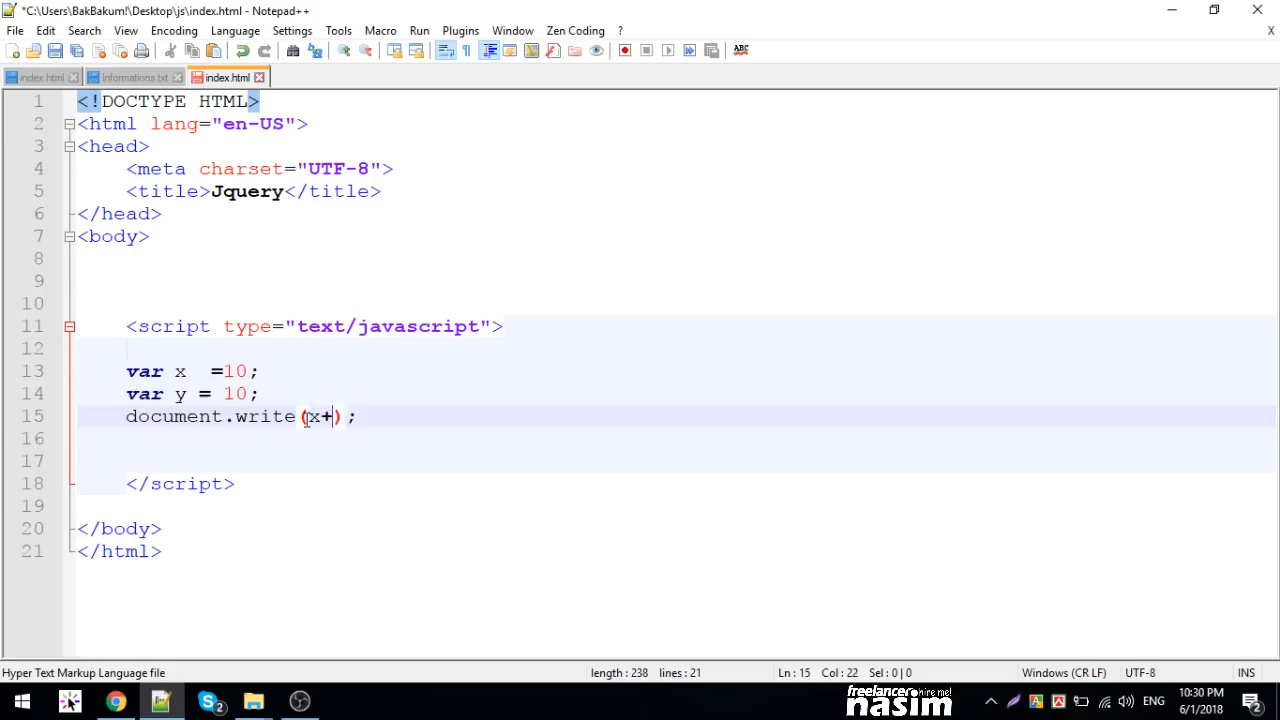 *C:\Users\BakBakum!\Desktop\js\index.html - Notepad++
File Edit Search View Encoding Language Settings Tools Macro Run Plugins Window Zen Coding ? X
ABC
index.html Informations.txt index.html
1 <!DOCTYPE HTML>
2 <html lang="en-US">
3 <head>
4 <meta charset="UTF-8">
5 <title>Jquery</title>
6 </head>
7 <body>
8
9
10
11 <script type="text/javascript">
12
13 var x  =10;
14 var y = 10;
15 document.write(x+);
16
17
18 </script>
19
20 </body>
21 </html>
Hyper Text Markup Language file length : 238 lines : 21 Ln : 15 Col : 22 Sel : 0 | 0 Windows (CR LF) UTF-8 INS
freelancer hire me!
nasim
2 ENG 10:30 PM 2
6/1/2018